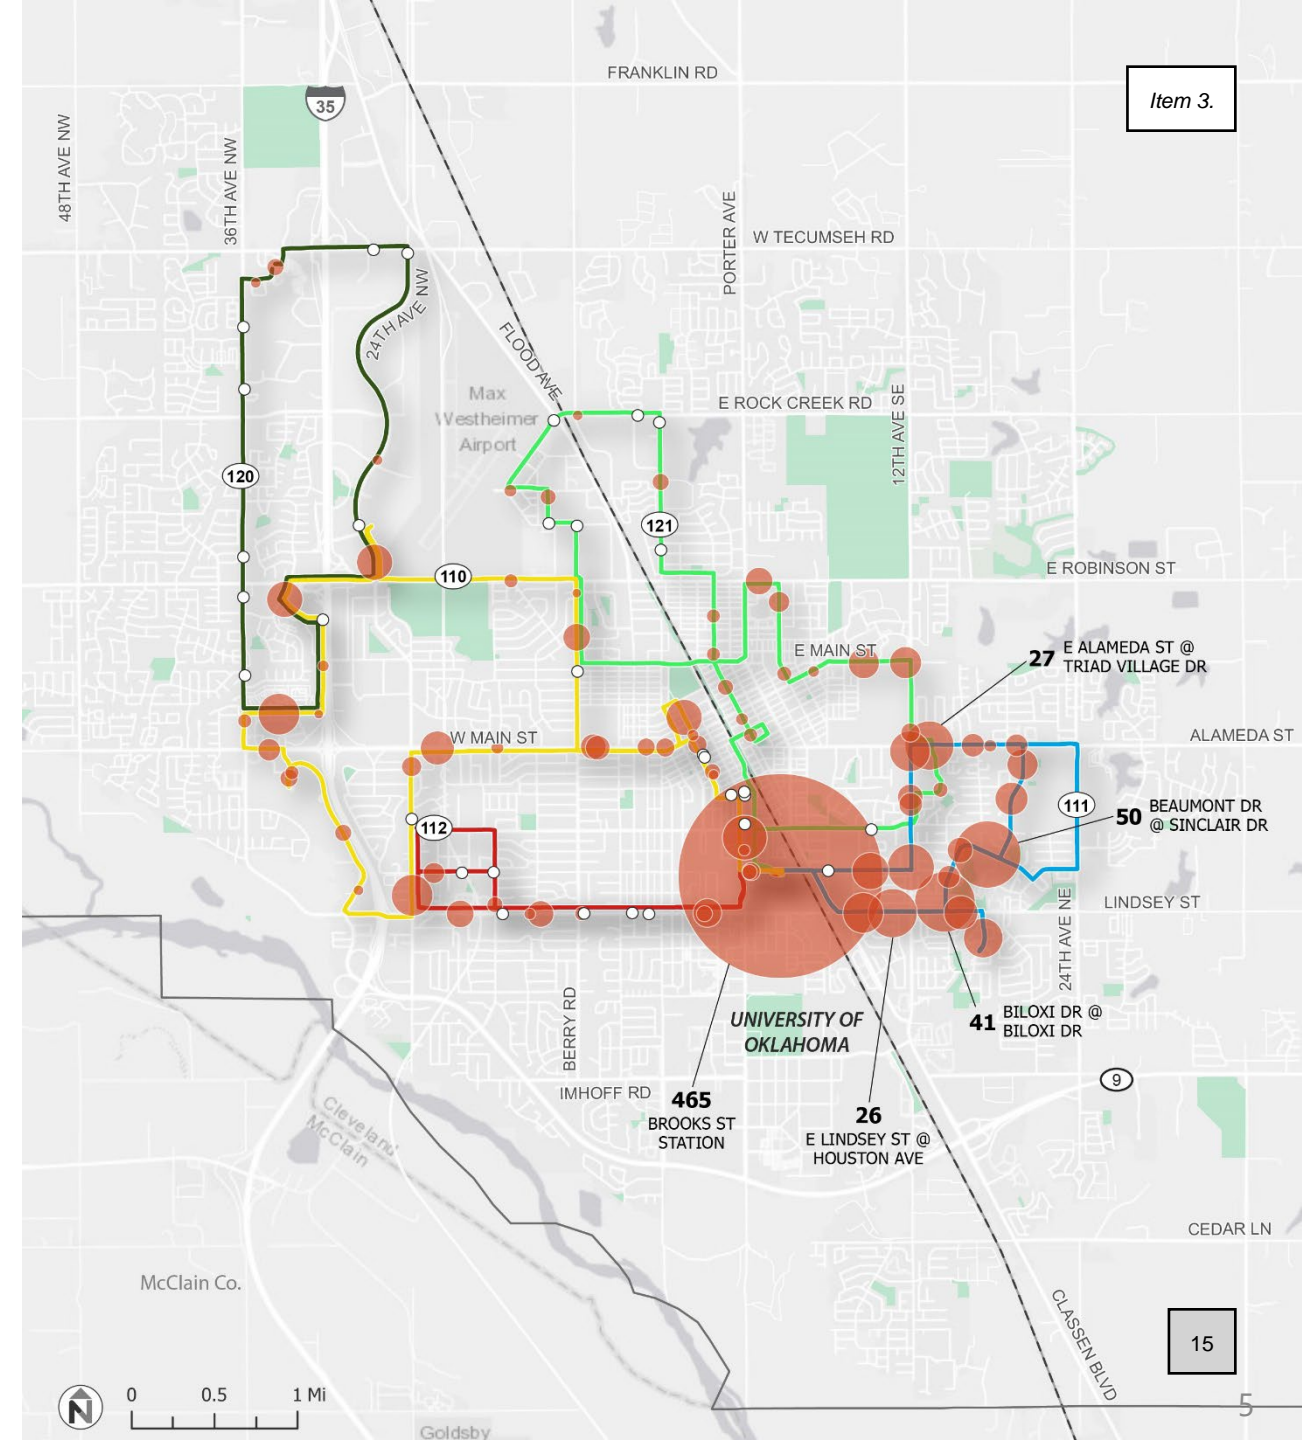 FRANKLIN RD
Item 3.
35
48TH AVE NW
36TH AVE NW
PORTER AVE
W TECUMSEH RD
24TH AVE NW
FLOOD AVE
Max
Westheimer
Airport
E ROCK CREEK RD
12TH AVE SE
120
121
110
E ROBINSON ST
E MAIN ST
27 E ALAMEDA ST @
TRIAD VILLAGE DR
W MAIN ST
ALAMEDA ST
111
50 BEAUMONT DR
@ SINCLAIR DR
112
24TH AVE NE
LINDSEY ST
BERRY RD
UNIVERSITY OF
OKLAHOMA
41 BILOXI DR @
BILOXI DR
9
IMHOFF RD
465
BROOKS ST
STATION
26
E LINDSEY ST @
HOUSTON AVE
Cleveland
McClain
CEDAR LN
McClain Co.
CLASSEN BLVD
15
N
0 0.5 1 Mi
5
Goldsby